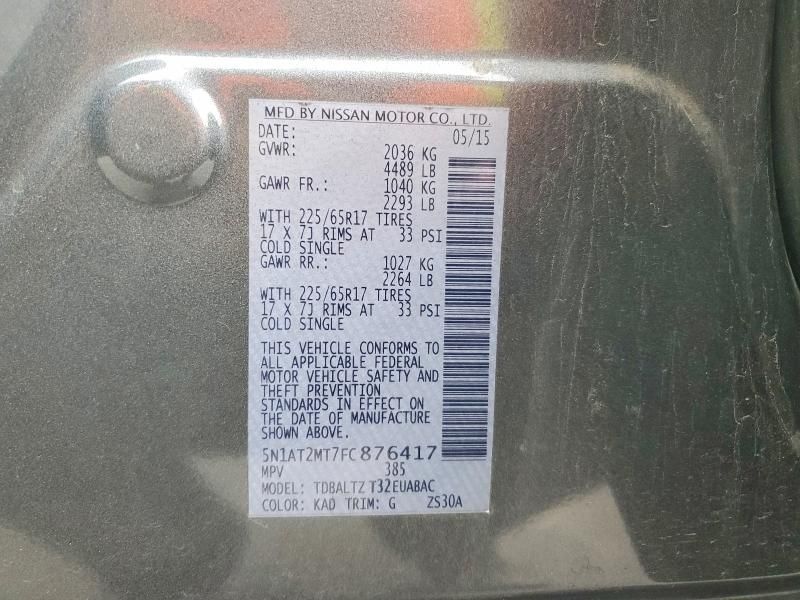 MFD BY NISSAN MOTOR CO., LTD.
DATE: 05/15
GVWR: 2036 KG
4489 LB
GAWR FR.: 1040 KG
2293 LB
WITH 225/65R17 TIRES
17 X 7J RIMS AT 33 PSI
COLD SINGLE
GAWR RR.: 1027 KG
2264 LB
WITH 225/65R17 TIRES
17 X 7J RIMS AT 33 PSI
COLD SINGLE
THIS VEHICLE CONFORMS TO
ALL APPLICABLE FEDERAL
MOTOR VEHICLE SAFETY AND
THEFT PREVENTION
STANDARDS IN EFFECT ON
THE DATE OF MANUFACTURE
SHOWN ABOVE.
5N1AT2MT7FC876417
MPV 385
MODEL: TDBALTZ T32EUABAC
COLOR: KAD TRIM: G ZS30A